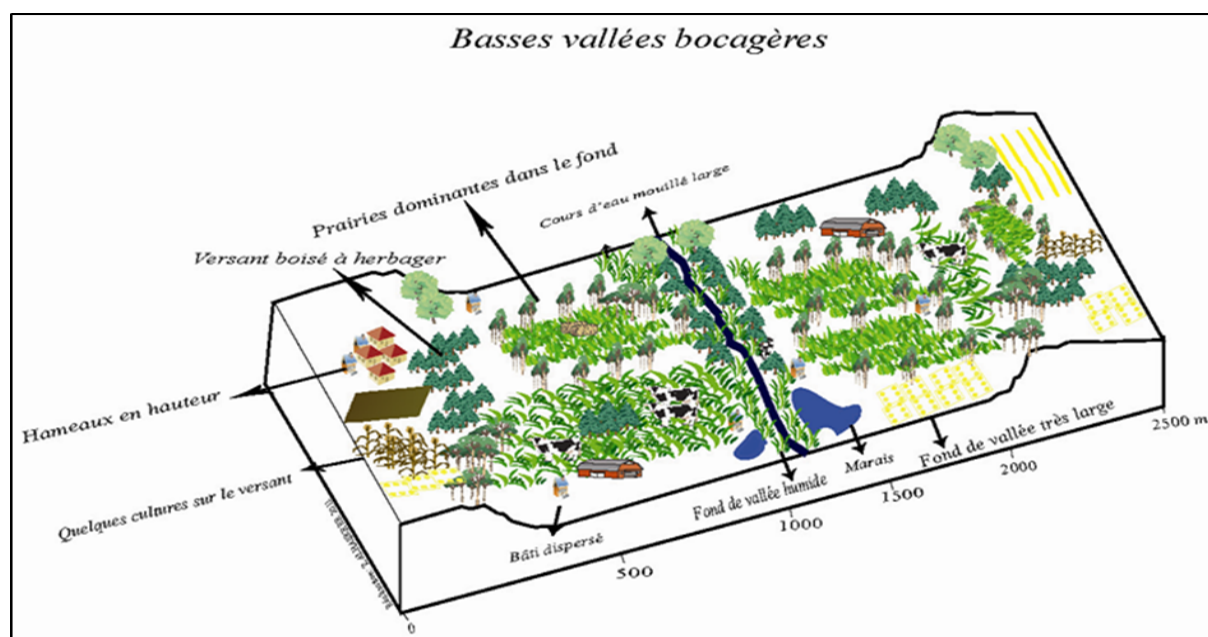 Basses vallées bocagères
Prairies dominantes dans le fond
Cours d'eau mouillé large
Versant boisé à herbager
Hameaux en hauteur
Quelques cultures sur le versant
Bâti dispersé
Fond de vallée humide
Marais
Fond de vallée très large
0
500
1000
1500
2000
2500 m